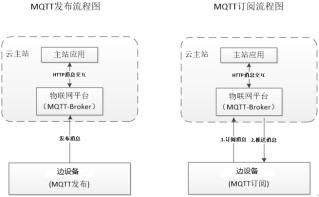 MQTT发布流程图
云主站
主站应用
HTTP消息交互
物联网平台
(MQTT-Broker)
发布消息
边设备
(MQTT发布)
MQTT订阅流程图
云主站
主站应用
HTTP消息交互
物联网平台
(MQTT-Broker)
1.订阅消息
2.推送消息
边设备
(MQTT订阅)